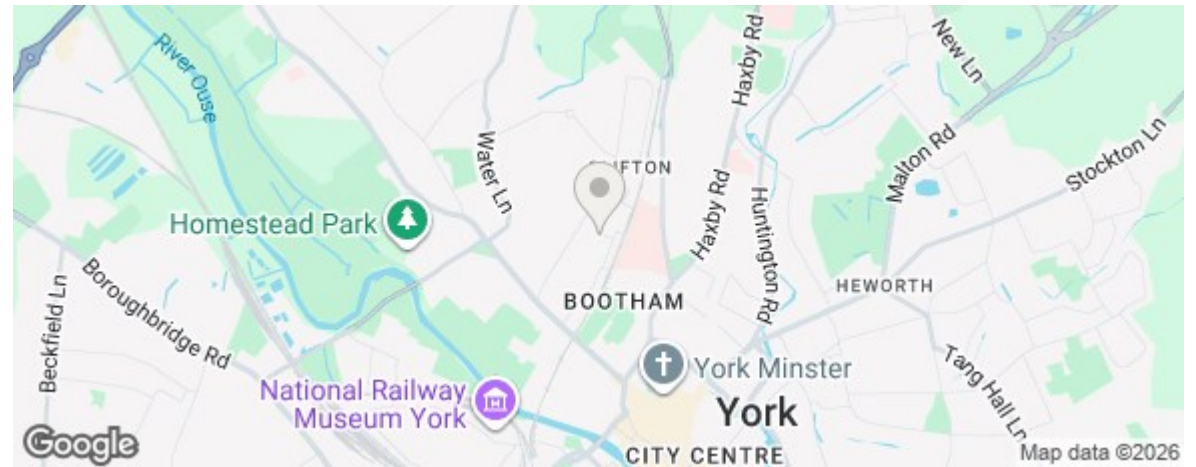 River Ouse
Water Ln
Haxby Rd
New Ln
Malton Rd
Stockton Ln
CLIFTON
Homestead Park
Haxby Rd
Huntington Rd
HEWORTH
Beckfield Ln
Boroughbridge Rd
BOOTHAM
York Minster
National Railway
Museum York
York
Tang Hall Ln
CITY CENTRE
Google
Map data ©2026